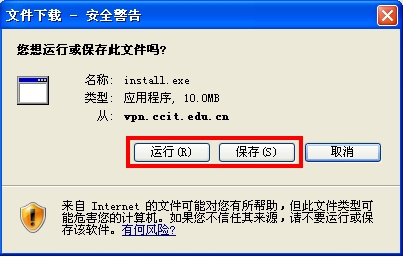 文件下载 - 安全警告
您想运行或保存此文件吗?
名称: install.exe
类型: 应用程序, 10.0MB
从: vpn.ccit.edu.cn
运行(R) 保存(S) 取消
来自 Internet 的文件可能对您有所帮助,但此文件类型可
能危害您的计算机。如果您不信任其来源,请不要运行或保
存该软件。有何风险?